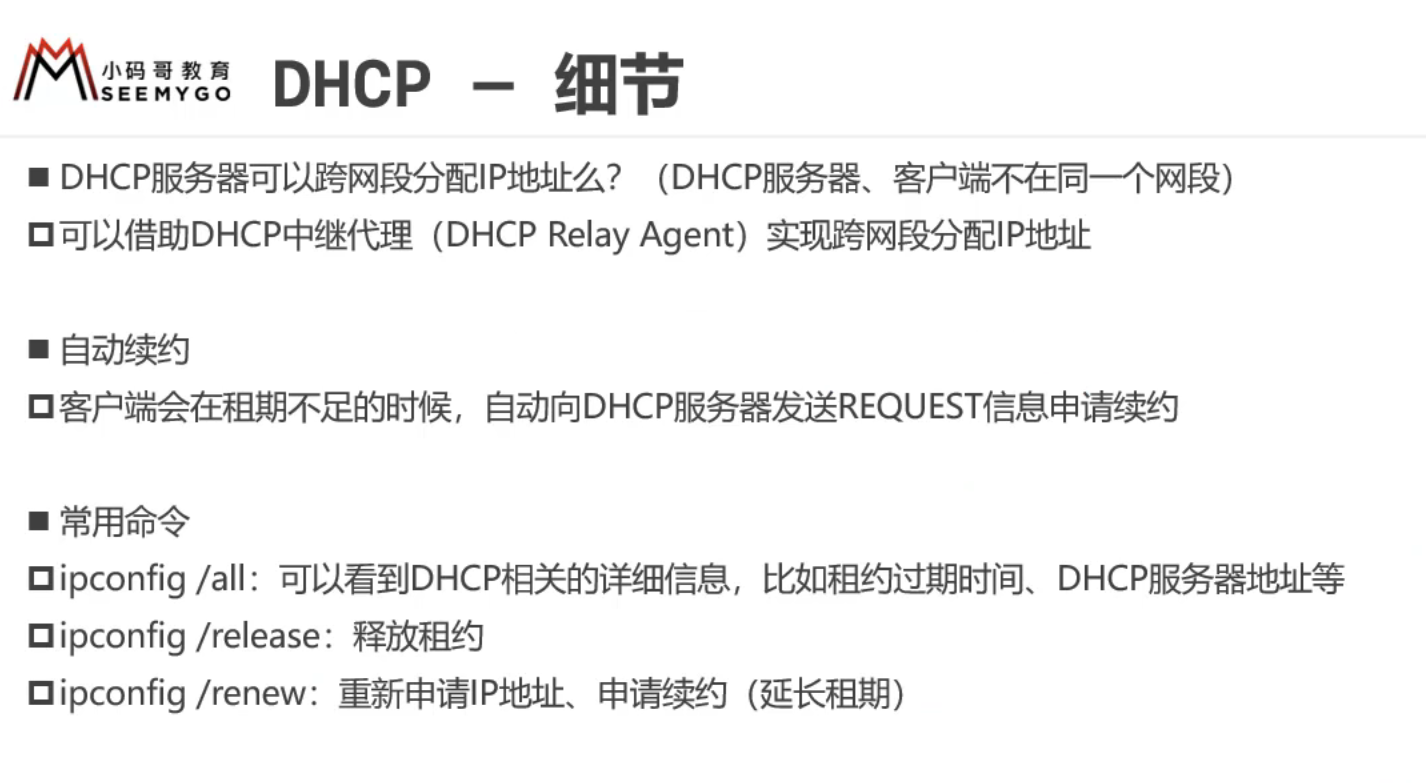 小码哥教育
SEEMYGO
DHCP – 细节
DHCP服务器可以跨网段分配IP地址么？（DHCP服务器、客户端不在同一个网段）
可以借助DHCP中继代理（DHCP Relay Agent）实现跨网段分配IP地址
自动续约
客户端会在租期不足的时候，自动向DHCP服务器发送REQUEST信息申请续约
常用命令
ipconfig /all：可以看到DHCP相关的详细信息，比如租约过期时间、DHCP服务器地址等
ipconfig /release：释放租约
ipconfig /renew：重新申请IP地址、申请续约（延长租期）